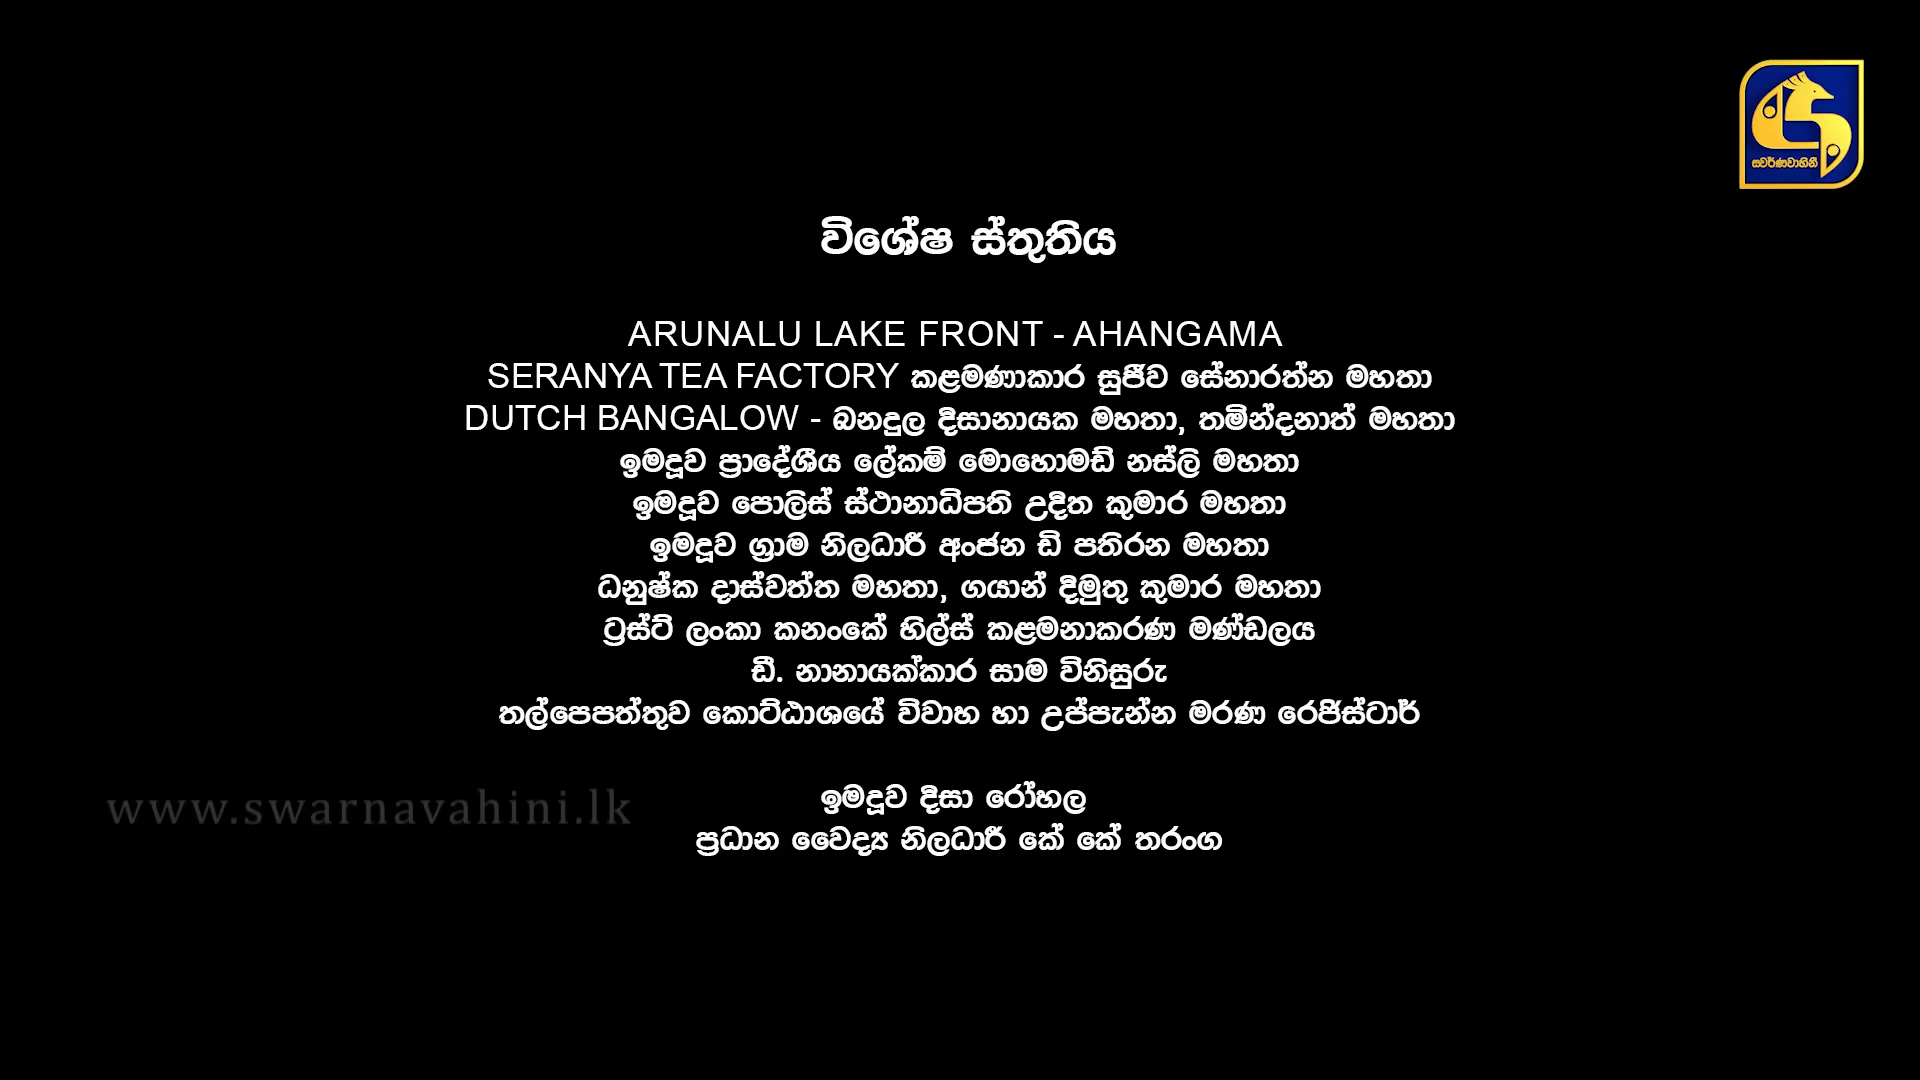 ස්වර්ණවාහිනී
විශේෂ ස්තුතිය
ARUNALU LAKE FRONT - AHANGAMA
SERANYA TEA FACTORY කළමණාකාර සුජීව සේනාරත්න මහතා
DUTCH BANGALOW - බනදුල දිසානායක මහතා, තමින්දනාත් මහතා
ඉමදූව ප්‍රාදේශීය ලේකම් මොහොමඩ් නස්ලි මහතා
ඉමදූව පොලිස් ස්ථානාධිපති උදිත කුමාර මහතා
ඉමදූව ග්‍රාම නිලධාරී අංජන ඩි පතිරන මහතා
ධනුෂ්ක දාස්වත්ත මහතා, ගයාන් දිමුතු කුමාර මහතා
ට්‍රස්ට් ලංකා කනංකේ හිල්ස් කළමනාකරණ මණ්ඩලය
ඩී. නානායක්කාර සාම විනිසුරු
තල්පෙපත්තුව කොට්ඨාශයේ විවාහ හා උප්පැන්න මරණ රෙජිස්ටාර්
ඉමදූව දිසා රෝහල
ප්‍රධාන වෛද්‍ය නිලධාරී කේ කේ තරංග
www.swarnavahini.lk